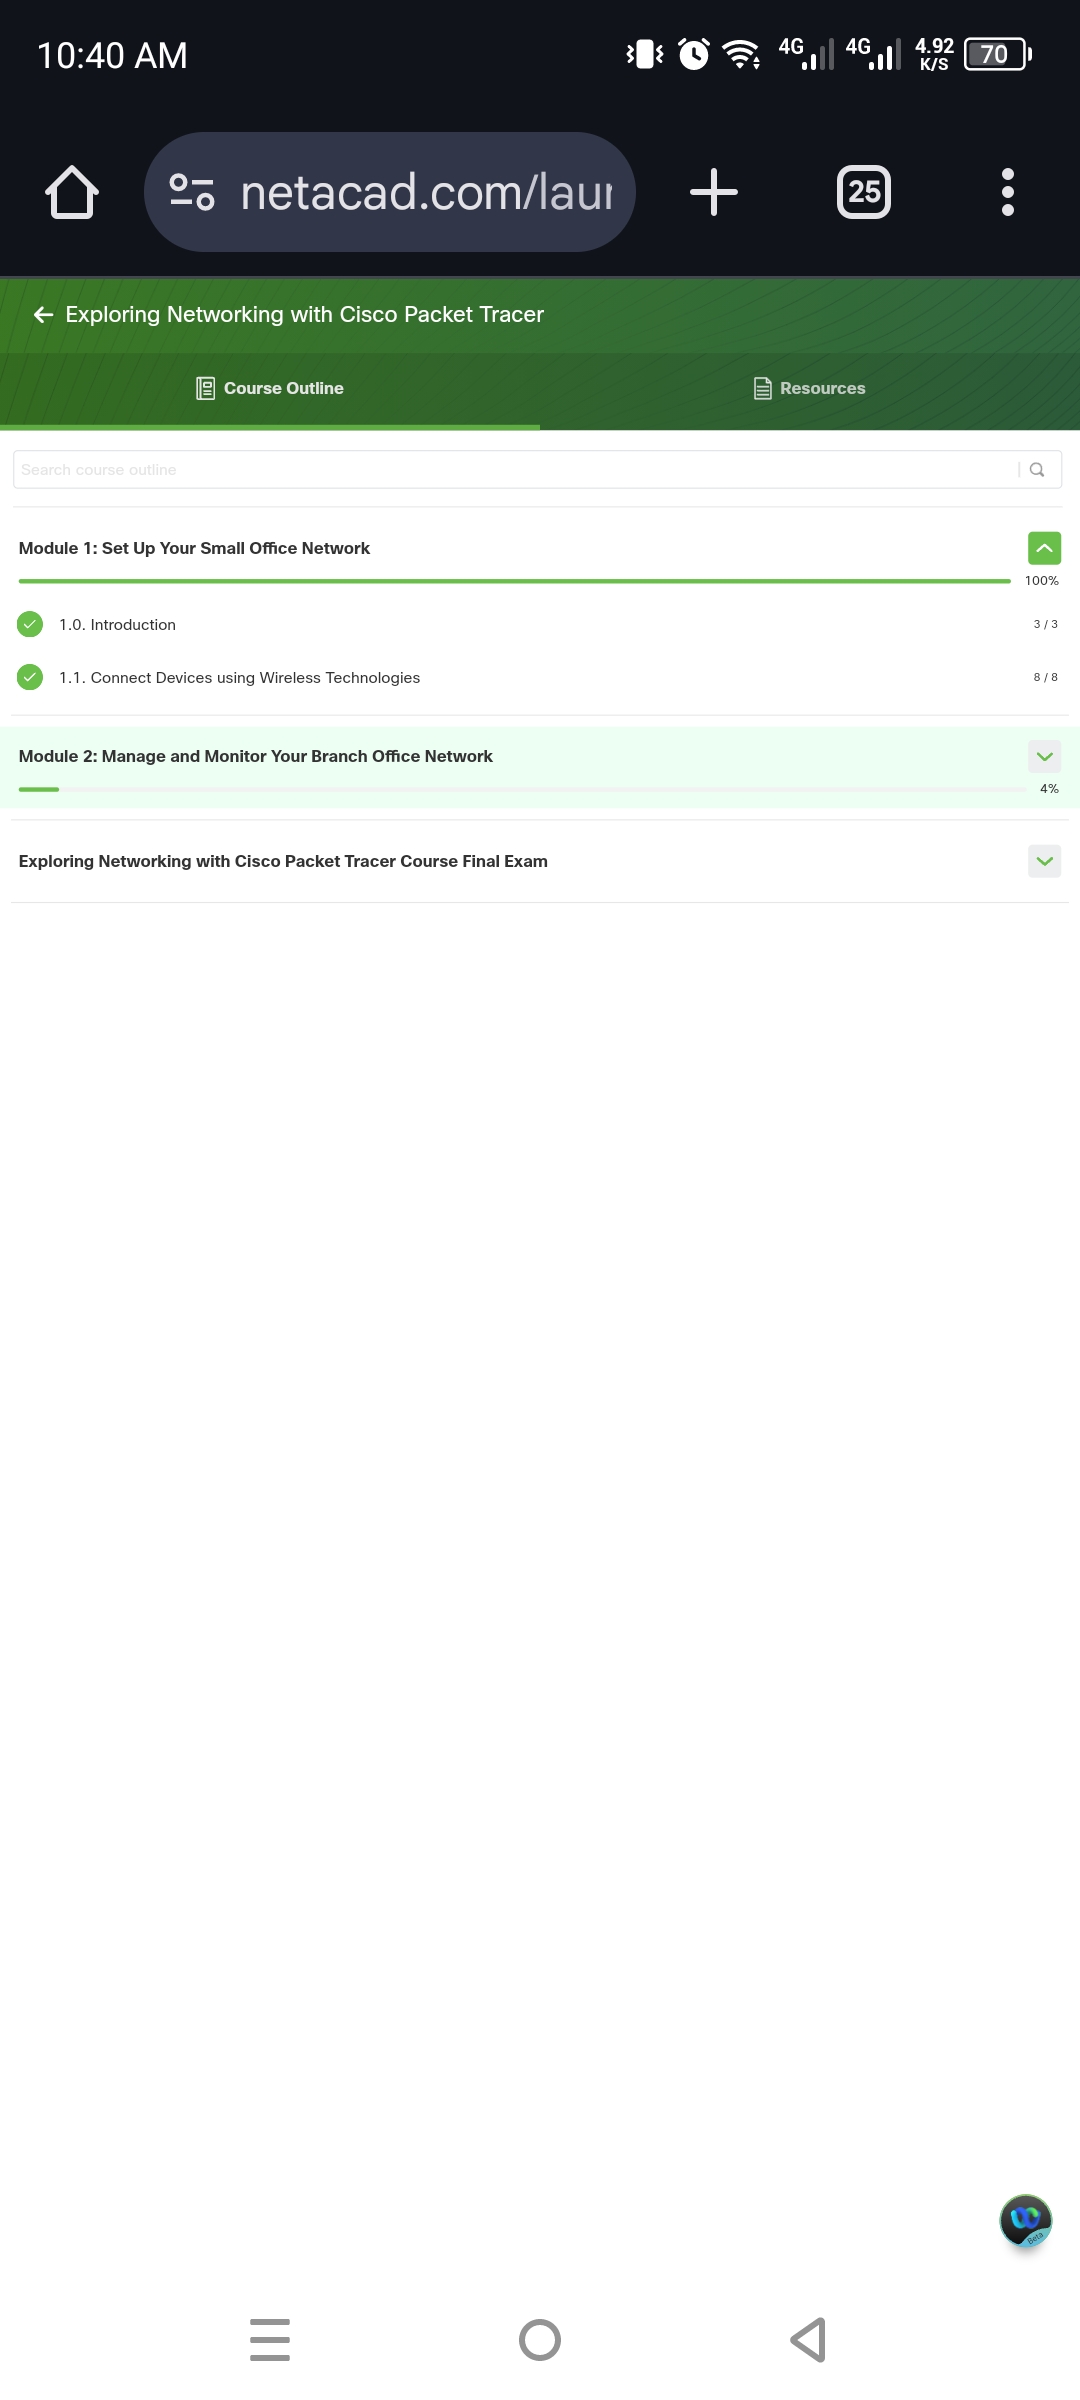 10:40 AM
4G 4G 4.92 K/S 70
netacad.com/laun
25
Exploring Networking with Cisco Packet Tracer
Course Outline
Resources
Search course outline
Module 1: Set Up Your Small Office Network
100%
1.0. Introduction
3 / 3
1.1. Connect Devices using Wireless Technologies
8 / 8
Module 2: Manage and Monitor Your Branch Office Network
4%
Exploring Networking with Cisco Packet Tracer Course Final Exam
Beta